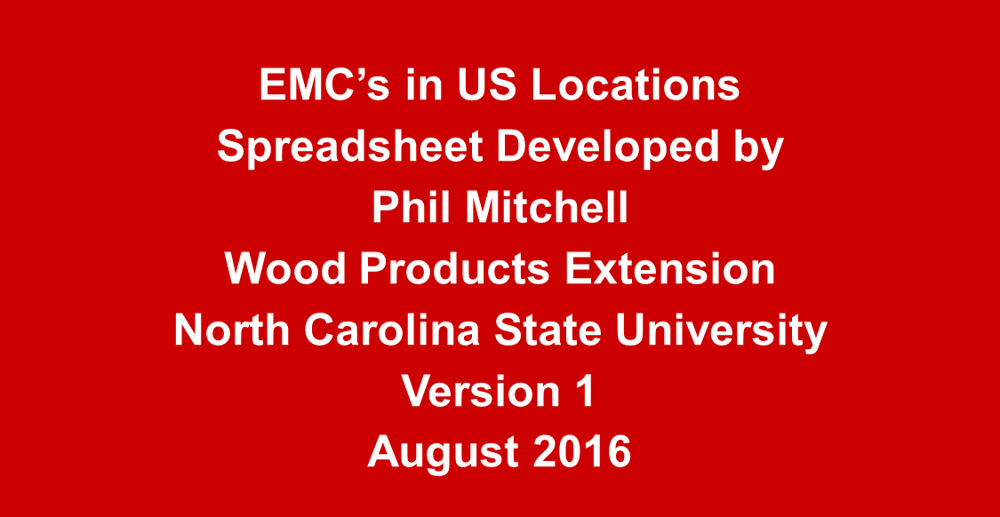 EMC’s in US Locations
Spreadsheet Developed by
Phil Mitchell
Wood Products Extension
North Carolina State University
Version 1
August 2016